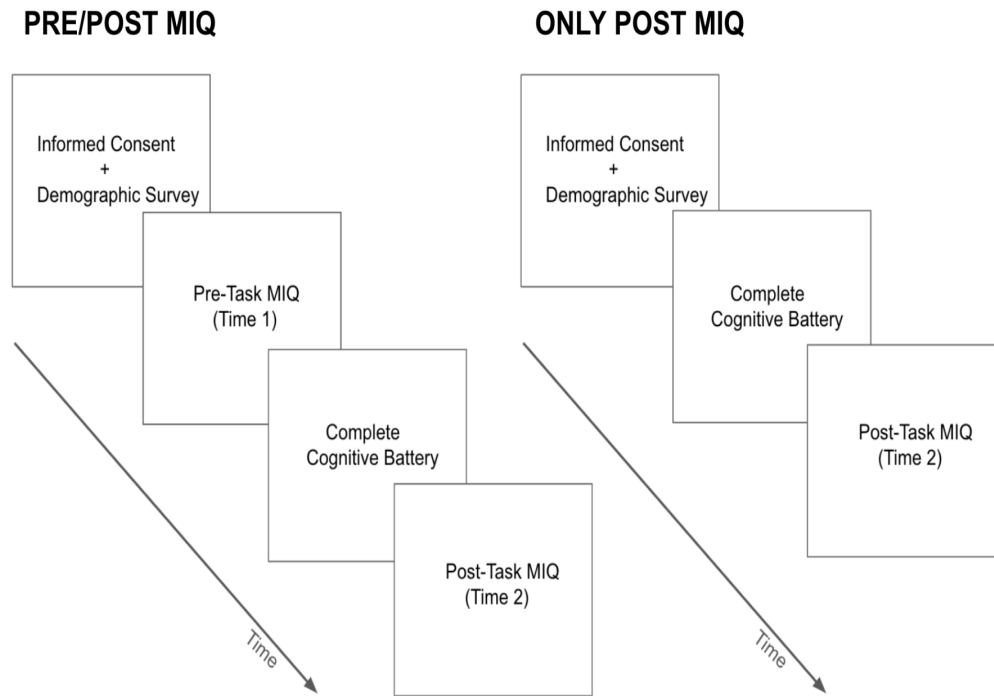 PRE/POST MIQ
Informed Consent
+
Demographic Survey
Pre-Task MIQ
(Time 1)
Complete
Cognitive Battery
Post-Task MIQ
(Time 2)
Time
ONLY POST MIQ
Informed Consent
+
Demographic Survey
Complete
Cognitive Battery
Post-Task MIQ
(Time 2)
Time